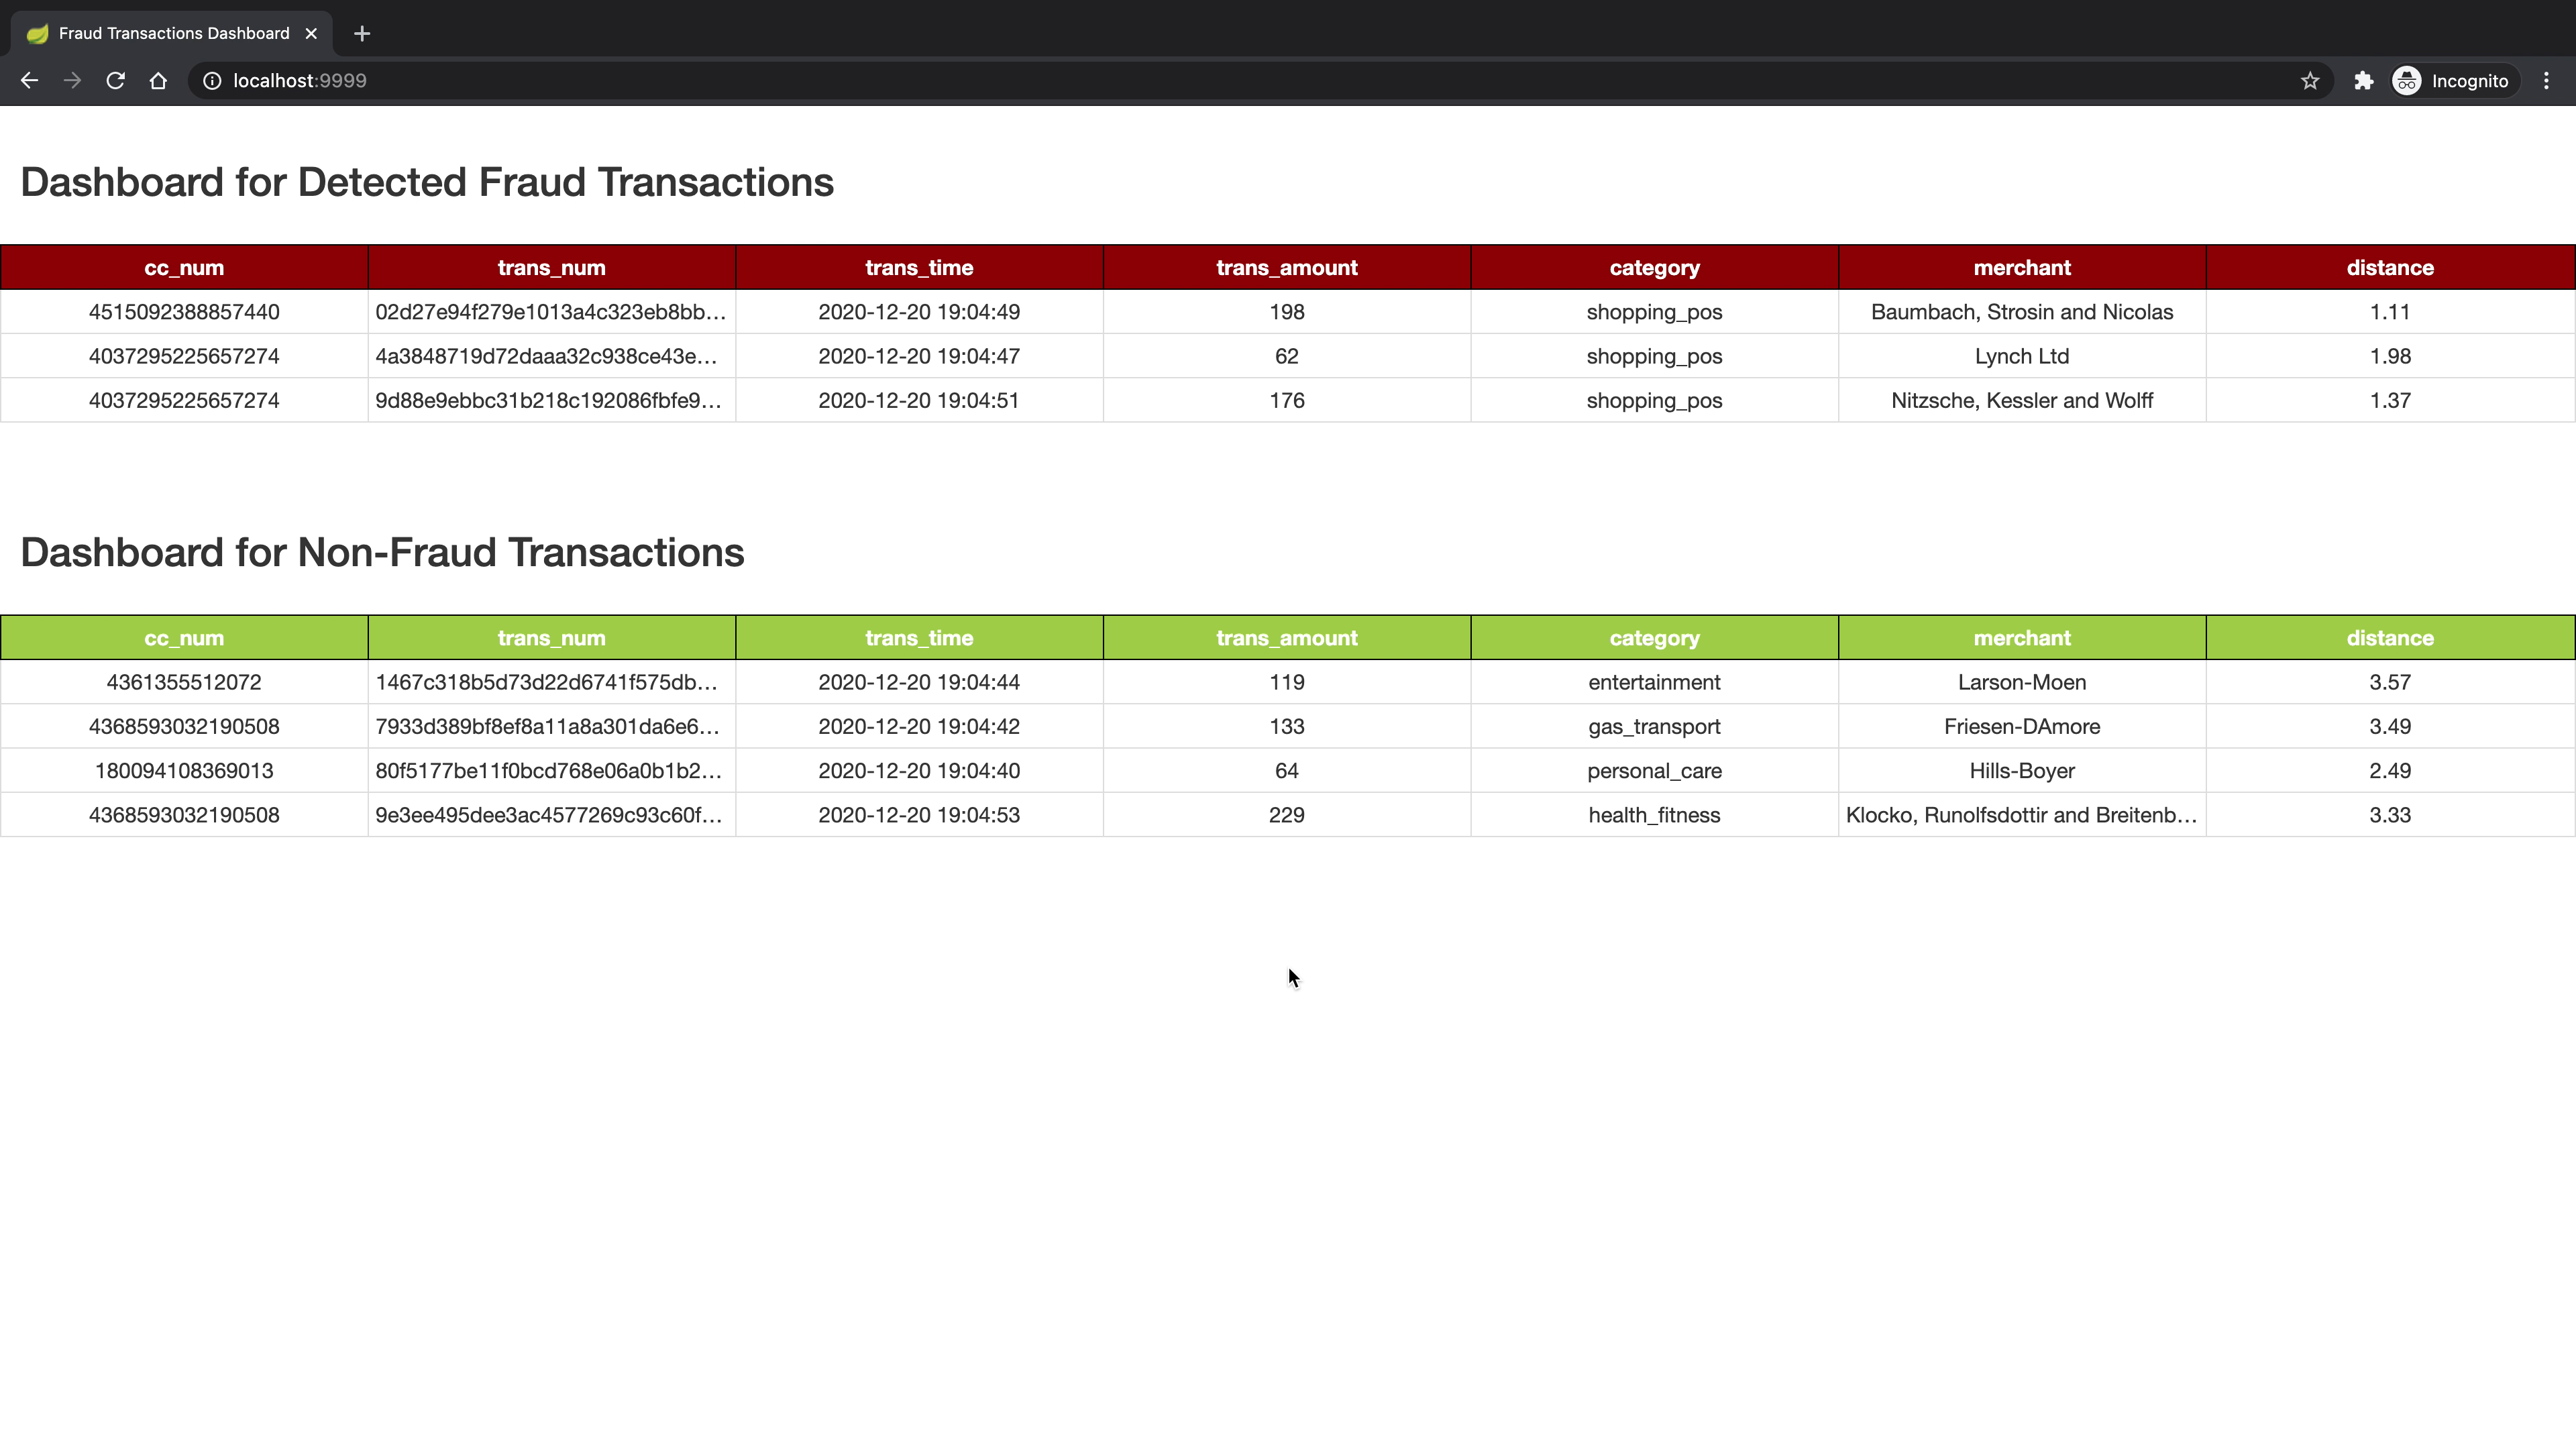 Fraud Transactions Dashboard
localhost:9999
Incognito
Dashboard for Detected Fraud Transactions
cc_num trans_num trans_time trans_amount category merchant distance
4515092388857440 02d27e94f279e1013a4c323eb8bb... 2020-12-20 19:04:49 198 shopping_pos Baumbach, Strosin and Nicolas 1.11
4037295225657274 4a3848719d72daaa32c938ce43e... 2020-12-20 19:04:47 62 shopping_pos Lynch Ltd 1.98
4037295225657274 9d88e9ebbc31b218c192086fbfe9... 2020-12-20 19:04:51 176 shopping_pos Nitzsche, Kessler and Wolff 1.37
Dashboard for Non-Fraud Transactions
cc_num trans_num trans_time trans_amount category merchant distance
4361355512072 1467c318b5d73d22d6741f575db... 2020-12-20 19:04:44 119 entertainment Larson-Moen 3.57
4368593032190508 7933d389bf8ef8a11a8a301da6e6... 2020-12-20 19:04:42 133 gas_transport Friesen-DAmore 3.49
180094108369013 80f5177be11f0bcd768e06a0b1b2... 2020-12-20 19:04:40 64 personal_care Hills-Boyer 2.49
4368593032190508 9e3ee495dee3ac4577269c93c60f... 2020-12-20 19:04:53 229 health_fitness Klocko, Runolfsdottir and Breitenb... 3.33